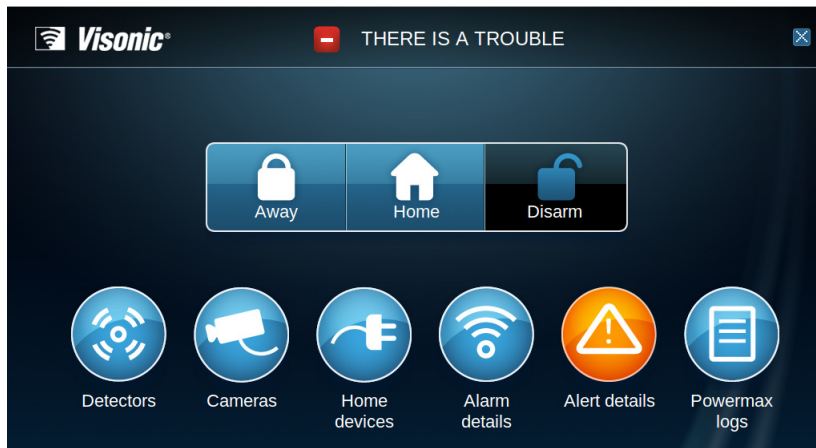 Visonic®
THERE IS A TROUBLE
Away
Home
Disarm
Detectors
Cameras
Home
devices
Alarm
details
Alert details
Powermax
logs